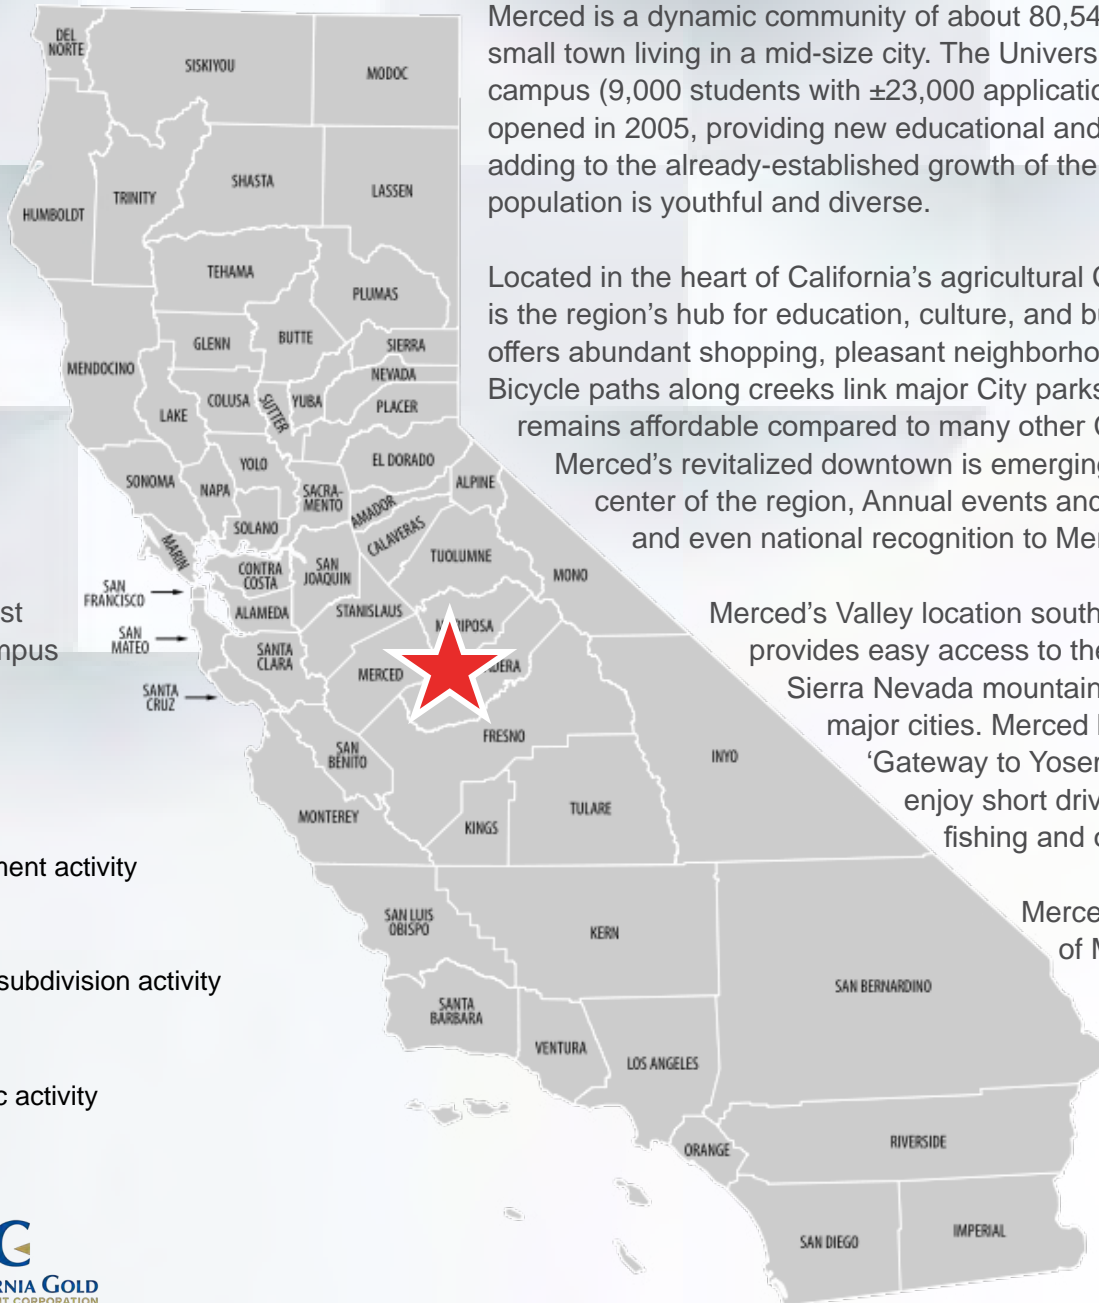 Merced is a dynamic community of about 80,54
small town living in a mid-size city. The Univers
campus (9,000 students with ±23,000 applicatio
opened in 2005, providing new educational and
adding to the already-established growth of the
population is youthful and diverse.
Located in the heart of California’s agricultural C
is the region’s hub for education, culture, and bu
offers abundant shopping, pleasant neighborho
Bicycle paths along creeks link major City parks
remains affordable compared to many other C
Merced’s revitalized downtown is emerging
center of the region, Annual events and
and even national recognition to Mer
Merced’s Valley location south
provides easy access to the
Sierra Nevada mountain
major cities. Merced
‘Gateway to Yosem
enjoy short driv
fishing and
Merce
of M
st
mpus
ment activity
subdivision activity
c activity
DEL
NORTE
SISKIYOU
MODOC
HUMBOLDT
TRINITY
SHASTA
LASSEN
TEHAMA
PLUMAS
MENDOCINO
GLENN
BUTTE
SIERRA
NEVADA
LAKE
COLUSA
SUTTER
YUBA
PLACER
SONOMA
NAPA
YOLO
SACRA-
MENTO
EL DORADO
ALPINE
AMADOR
SOLANO
CALAVERAS
MARIN
CONTRA
COSTA
SAN
JOAQUIN
TUOLUMNE
MONO
SAN
FRANCISCO
ALAMEDA
STANISLAUS
SAN
MATEO
SANTA
CLARA
MERCED
M IPOSA
DERA
SANTA
CRUZ
SAN
BENITO
FRESNO
INYO
MONTEREY
KINGS
TULARE
SAN LUIS
OBISPO
KERN
SAN BERNARDINO
SANTA
BARBARA
VENTURA
LOS ANGELES
ORANGE
RIVERSIDE
SAN DIEGO
IMPERIAL
C
RNIA GOLD
NT CORPORATION